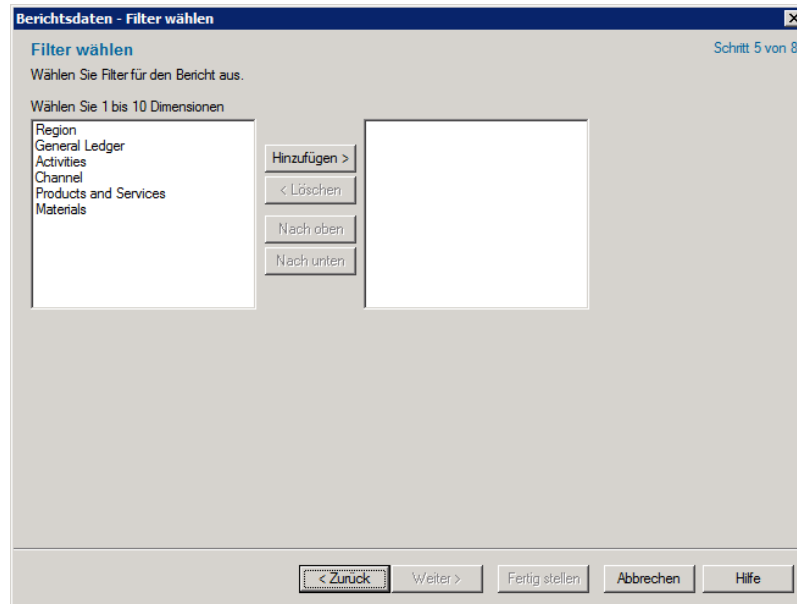 Berichtsdaten - Filter wählen
Filter wählen
Schritt 5 von 8
Wählen Sie Filter für den Bericht aus.
Wählen Sie 1 bis 10 Dimensionen
Region
General Ledger
Activities
Channel
Products and Services
Materials
Hinzufügen >
< Löschen
Nach oben
Nach unten
< Zurück
Weiter >
Fertig stellen
Abbrechen
Hilfe